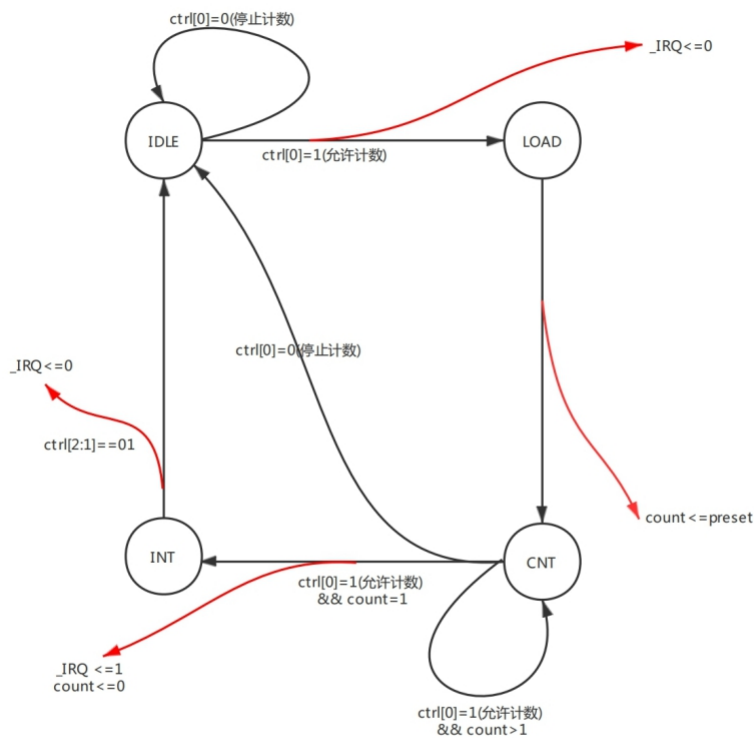 ctrl[0]=0(停止计数)
_IRQ<=0
IDLE
LOAD
ctrl[0]=1(允许计数)
ctrl[0]=0(停止计数)
_IRQ<=0
ctrl[2:1]==01
count<=preset
INT
CNT
ctrl[0]=1(允许计数)
&& count=1
_IRQ <=1
count<=0
ctrl[0]=1(允许计数)
&& count>1